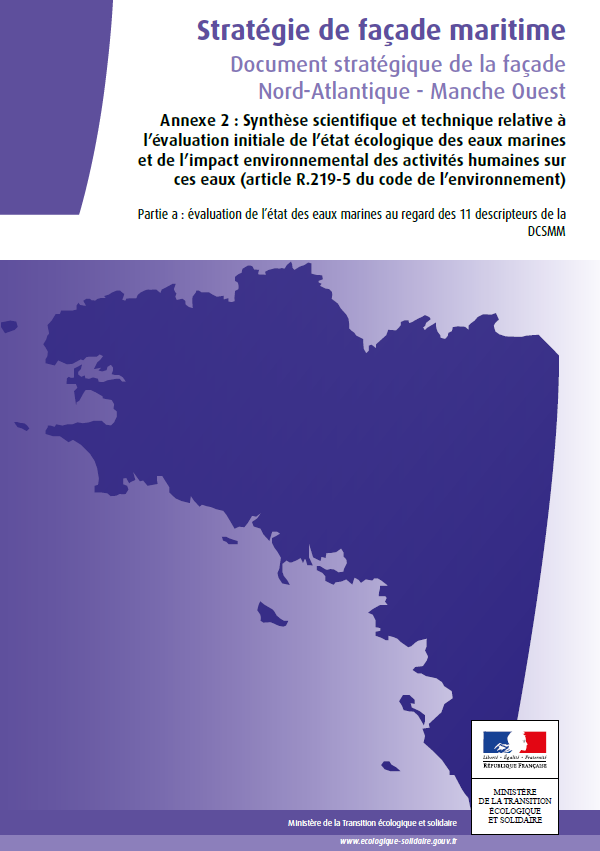 Stratégie de façade maritime
Document stratégique de la façade
Nord-Atlantique - Manche Ouest
Annexe 2 : Synthèse scientifique et technique relative à
l’évaluation initiale de l’état écologique des eaux marines
et de l’impact environnemental des activités humaines sur
ces eaux (article R.219-5 du code de l’environnement)
Partie a : évaluation de l’état des eaux marines au regard des 11 descripteurs de la
DCSMM
Liberté • Égalité • Fraternité
RÉPUBLIQUE FRANÇAISE
MINISTÈRE
DE LA TRANSITION
ÉCOLOGIQUE
ET SOLIDAIRE
Ministère de la Transition écologique et solidaire
www.ecologique-solidaire.gouv.fr